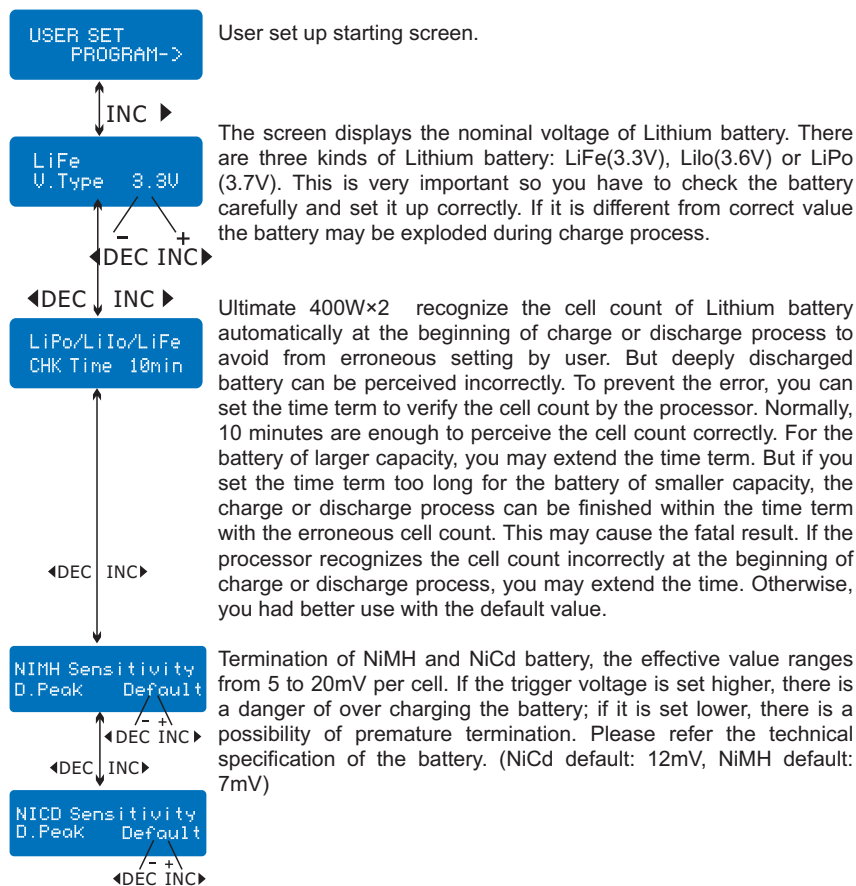 USER SET
PROGRAM->
User set up starting screen.
INC ▶
LiFe
V.Type 3.3V
The screen displays the nominal voltage of Lithium battery. There
are three kinds of Lithium battery: LiFe(3.3V), Lilo(3.6V) or LiPo
(3.7V). This is very important so you have to check the battery
carefully and set it up correctly. If it is different from correct value
the battery may be exploded during charge process.
- +
◀DEC INC▶
◀DEC INC ▶
LiPo/LiIo/LiFe
CHK Time 10min
Ultimate 400W×2 recognize the cell count of Lithium battery
automatically at the beginning of charge or discharge process to
avoid from erroneous setting by user. But deeply discharged
battery can be perceived incorrectly. To prevent the error, you can
set the time term to verify the cell count by the processor. Normally,
10 minutes are enough to perceive the cell count correctly. For the
battery of larger capacity, you may extend the time term. But if you
set the time term too long for the battery of smaller capacity, the
charge or discharge process can be finished within the time term
with the erroneous cell count. This may cause the fatal result. If the
processor recognizes the cell count incorrectly at the beginning of
charge or discharge process, you may extend the time. Otherwise,
you had better use with the default value.
◀DEC INC▶
NIMH Sensitivity
D.Peak Default
- +
◀DEC INC▶
Termination of NiMH and NiCd battery, the effective value ranges
from 5 to 20mV per cell. If the trigger voltage is set higher, there is
a danger of over charging the battery; if it is set lower, there is a
possibility of premature termination. Please refer the technical
specification of the battery. (NiCd default: 12mV, NiMH default:
7mV)
◀DEC INC▶
NICD Sensitivity
D.Peak Default
- +
◀DEC INC▶